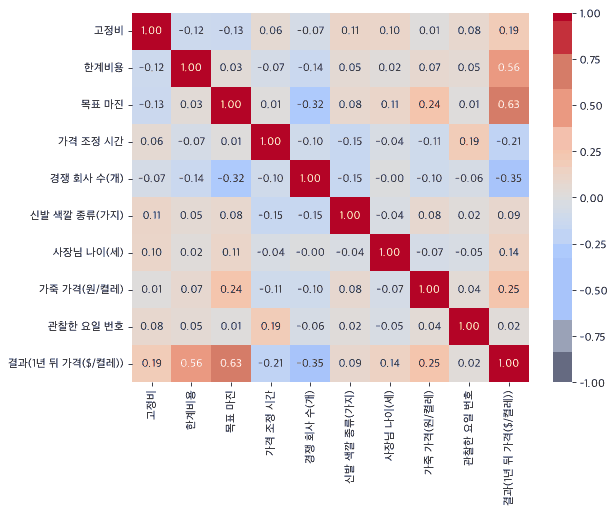 고정비 1.00 -0.12 -0.13 0.06 -0.07 0.11 0.10 0.01 0.08 0.19
한계비용 -0.12 1.00 0.03 -0.07 -0.14 0.05 0.02 0.07 0.05 0.56
목표 마진 -0.13 0.03 1.00 0.01 -0.32 0.08 0.11 0.24 0.01 0.63
가격 조정 시간 0.06 -0.07 0.01 1.00 -0.10 -0.15 -0.04 -0.11 0.19 -0.21
경쟁 회사 수(개) -0.07 -0.14 -0.32 -0.10 1.00 -0.15 -0.00 -0.10 -0.06 -0.35
신발 색깔 종류(가지) 0.11 0.05 0.08 -0.15 -0.15 1.00 -0.04 0.08 0.02 0.09
사장님 나이(세) 0.10 0.02 0.11 -0.04 -0.00 -0.04 1.00 -0.07 -0.05 0.14
가죽 가격(원/켤레) 0.01 0.07 0.24 -0.11 -0.10 0.08 -0.07 1.00 0.04 0.25
관찰한 요일 번호 0.08 0.05 0.01 0.19 -0.06 0.02 -0.05 0.04 1.00 0.02
결과(1년 뒤 가격($/켤레)) 0.19 0.56 0.63 -0.21 -0.35 0.09 0.14 0.25 0.02 1.00
고정비
한계비용
목표 마진
가격 조정 시간
경쟁 회사 수(개)
신발 색깔 종류(가지)
사장님 나이(세)
가죽 가격(원/켤레)
관찰한 요일 번호
결과(1년 뒤 가격($/켤레))
1.00
0.75
0.50
0.25
0.00
-0.25
-0.50
-0.75
-1.00